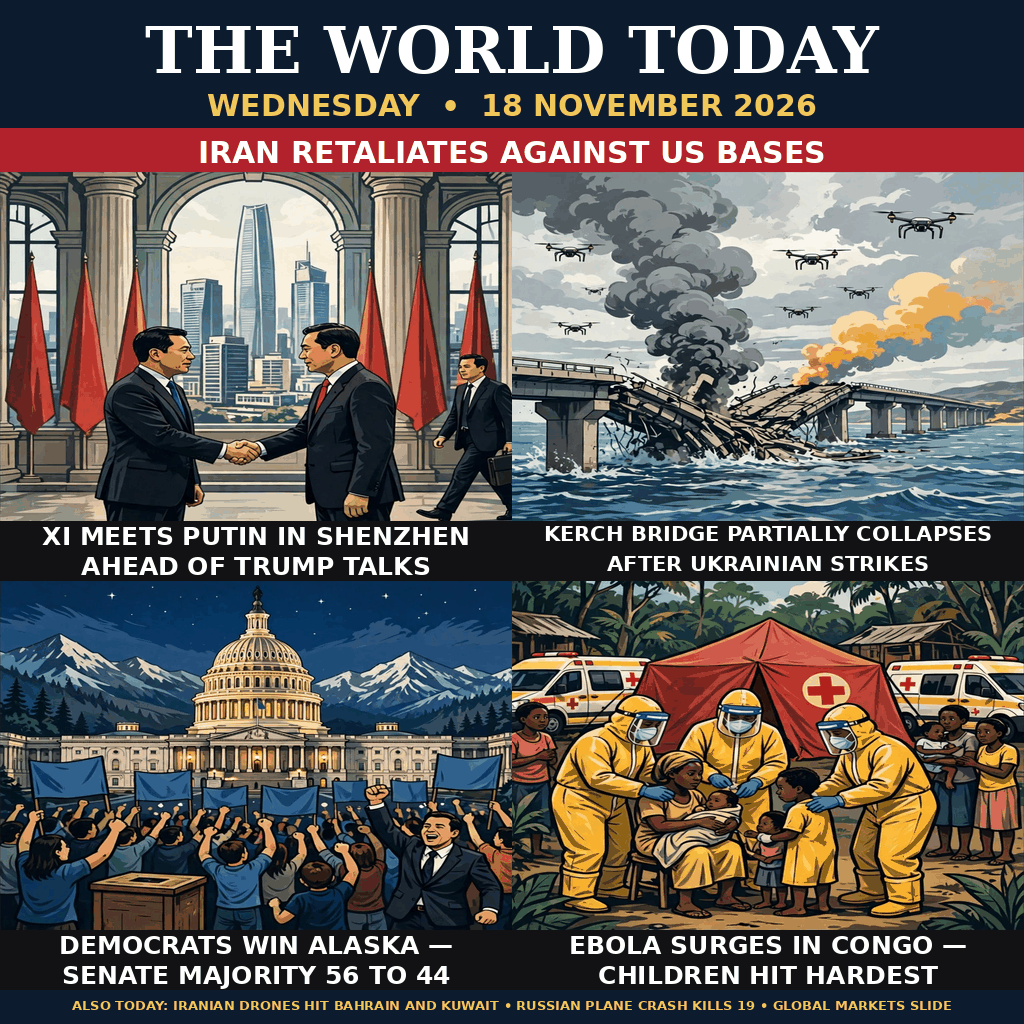 THE WORLD TODAY
WEDNESDAY • 18 NOVEMBER 2026
IRAN RETALIATES AGAINST US BASES
XI MEETS PUTIN IN SHENZHEN
AHEAD OF TRUMP TALKS
KERCH BRIDGE PARTIALLY COLLAPSES
AFTER UKRAINIAN STRIKES
DEMOCRATS WIN ALASKA —
SENATE MAJORITY 56 TO 44
EBOLA SURGES IN CONGO —
CHILDREN HIT HARDEST
ALSO TODAY: IRANIAN DRONES HIT BAHRAIN AND KUWAIT • RUSSIAN PLANE CRASH KILLS 19 • GLOBAL MARKETS SLIDE